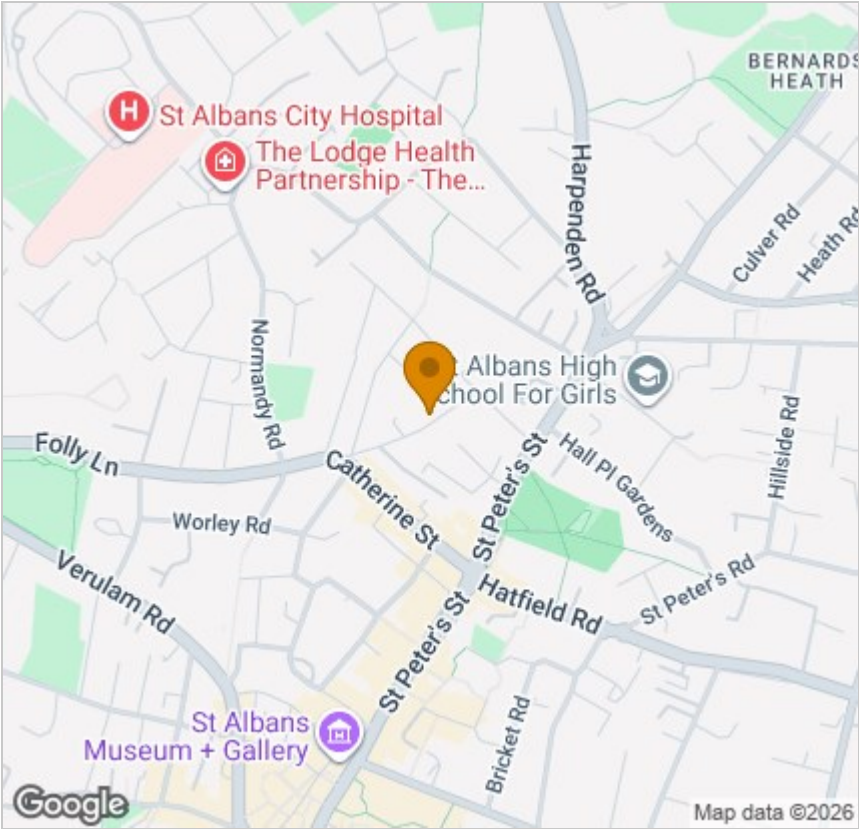 BERNARDS
HEATH
St Albans City Hospital
The Lodge Health
Partnership - The...
Harpenden Rd
Culver Rd
Heath Rd
Normandy Rd
t Albans High
chool For Girls
Hillside Rd
Folly Ln
Catherine St
St Peter's St
Hall Pl Gardens
Worley Rd
Verulam Rd
Hatfield Rd
St Peter's Rd
St Peter's St
St Albans
Museum + Gallery
Bricket Rd
Google
Map data ©2026